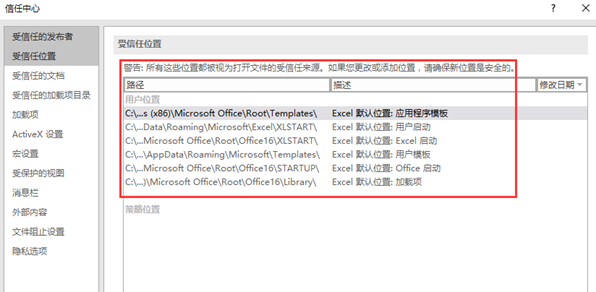 信任中心
?
受信任的发布者
受信任位置
受信任的文档
受信任的加载项目录
加载项
ActiveX 设置
宏设置
受保护的视图
消息栏
外部内容
文件阻止设置
隐私选项
受信任位置
警告: 所有这些位置都被视为打开文件的受信任来源。如果您更改或添加位置，请确保新位置是安全的。
路径 描述 修改日期
用户位置
C:\...s (x86)\Microsoft Office\Root\Templates\ Excel 默认位置: 应用程序模板
C:\...Data\Roaming\Microsoft\Excel\XLSTART\ Excel 默认位置: 用户启动
C:\...Microsoft Office\Root\Office16\XLSTART\ Excel 默认位置: Excel 启动
C:\...\AppData\Roaming\Microsoft\Templates\ Excel 默认位置: 用户模板
C:\...Microsoft Office\Root\Office16\STARTUP\ Excel 默认位置: Office 启动
C:\...)\Microsoft Office\Root\Office16\Library\ Excel 默认位置: 加载项
策略位置